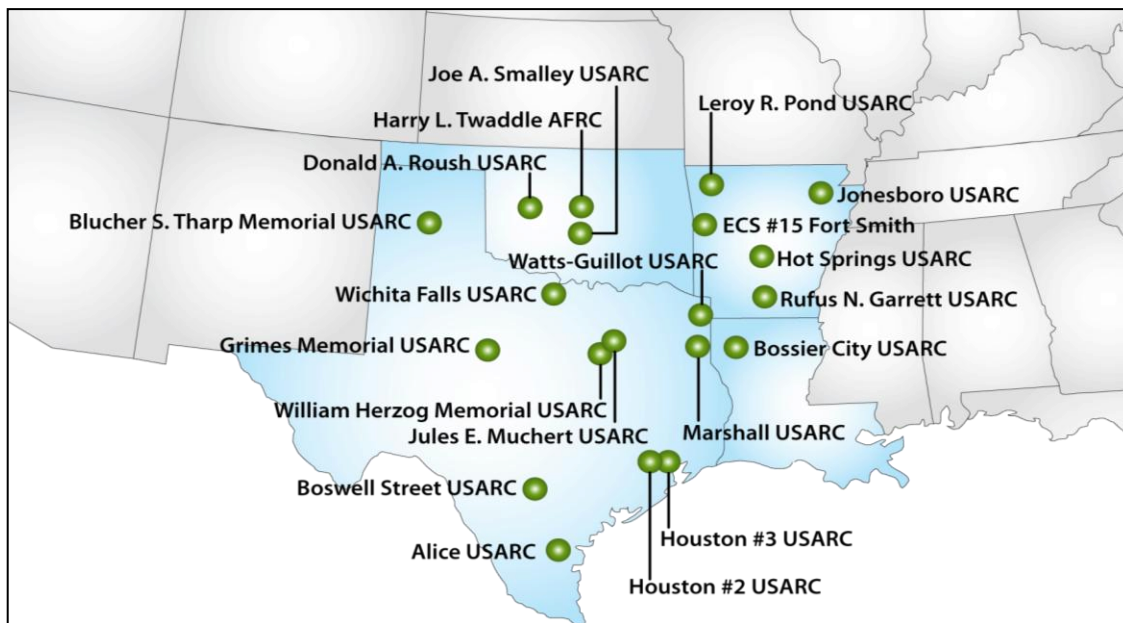 Joe A. Smalley USARC
Leroy R. Pond USARC
Harry L. Twaddle AFRC
Donald A. Roush USARC
Jonesboro USARC
Blucher S. Tharp Memorial USARC
ECS #15 Fort Smith
Watts-Guillot USARC
Hot Springs USARC
Wichita Falls USARC
Rufus N. Garrett USARC
Grimes Memorial USARC
Bossier City USARC
William Herzog Memorial USARC
Jules E. Muchert USARC
Marshall USARC
Boswell Street USARC
Houston #3 USARC
Alice USARC
Houston #2 USARC